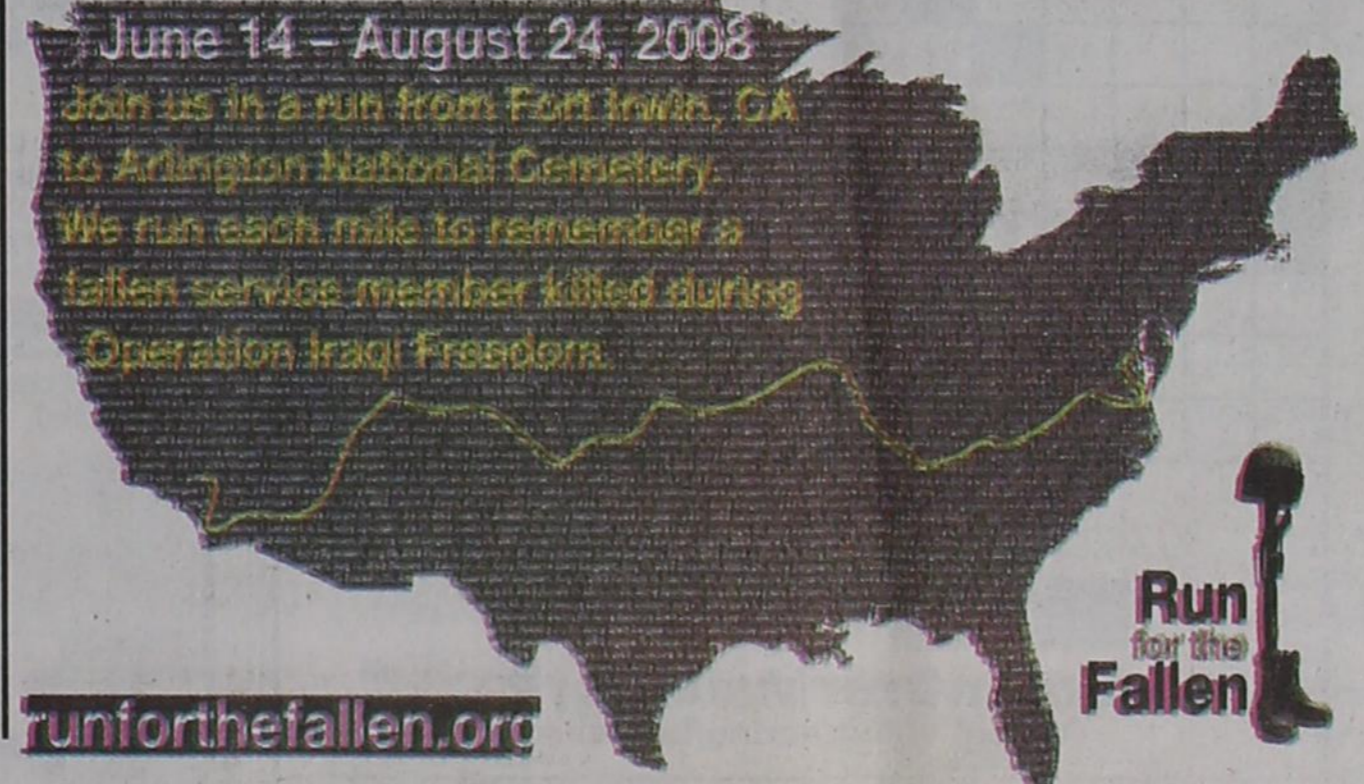 June 14 – August 24, 2008
Join us in a run from Fort Irwin, CA
to Arlington National Cemetery.
We run each mile to remember a
fallen service member killed during
Operation Iraqi Freedom.
Run
for the
Fallen
runforthefallen.org